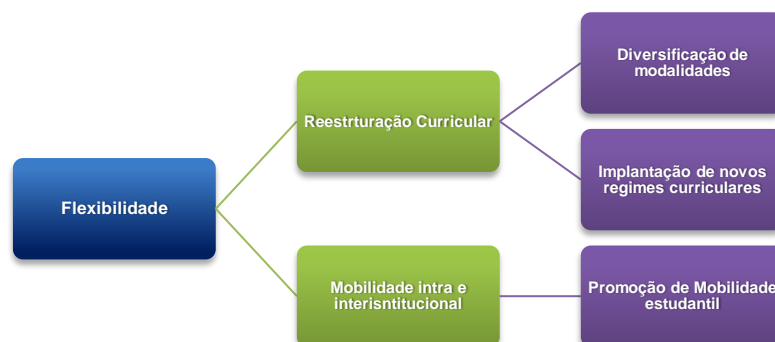 Flexibilidade
Reestrturação Curricular
Mobilidade intra e
interisntitucional
Diversificação de
modalidades
Implantação de novos
regimes curriculares
Promoção de Mobilidade
estudantil